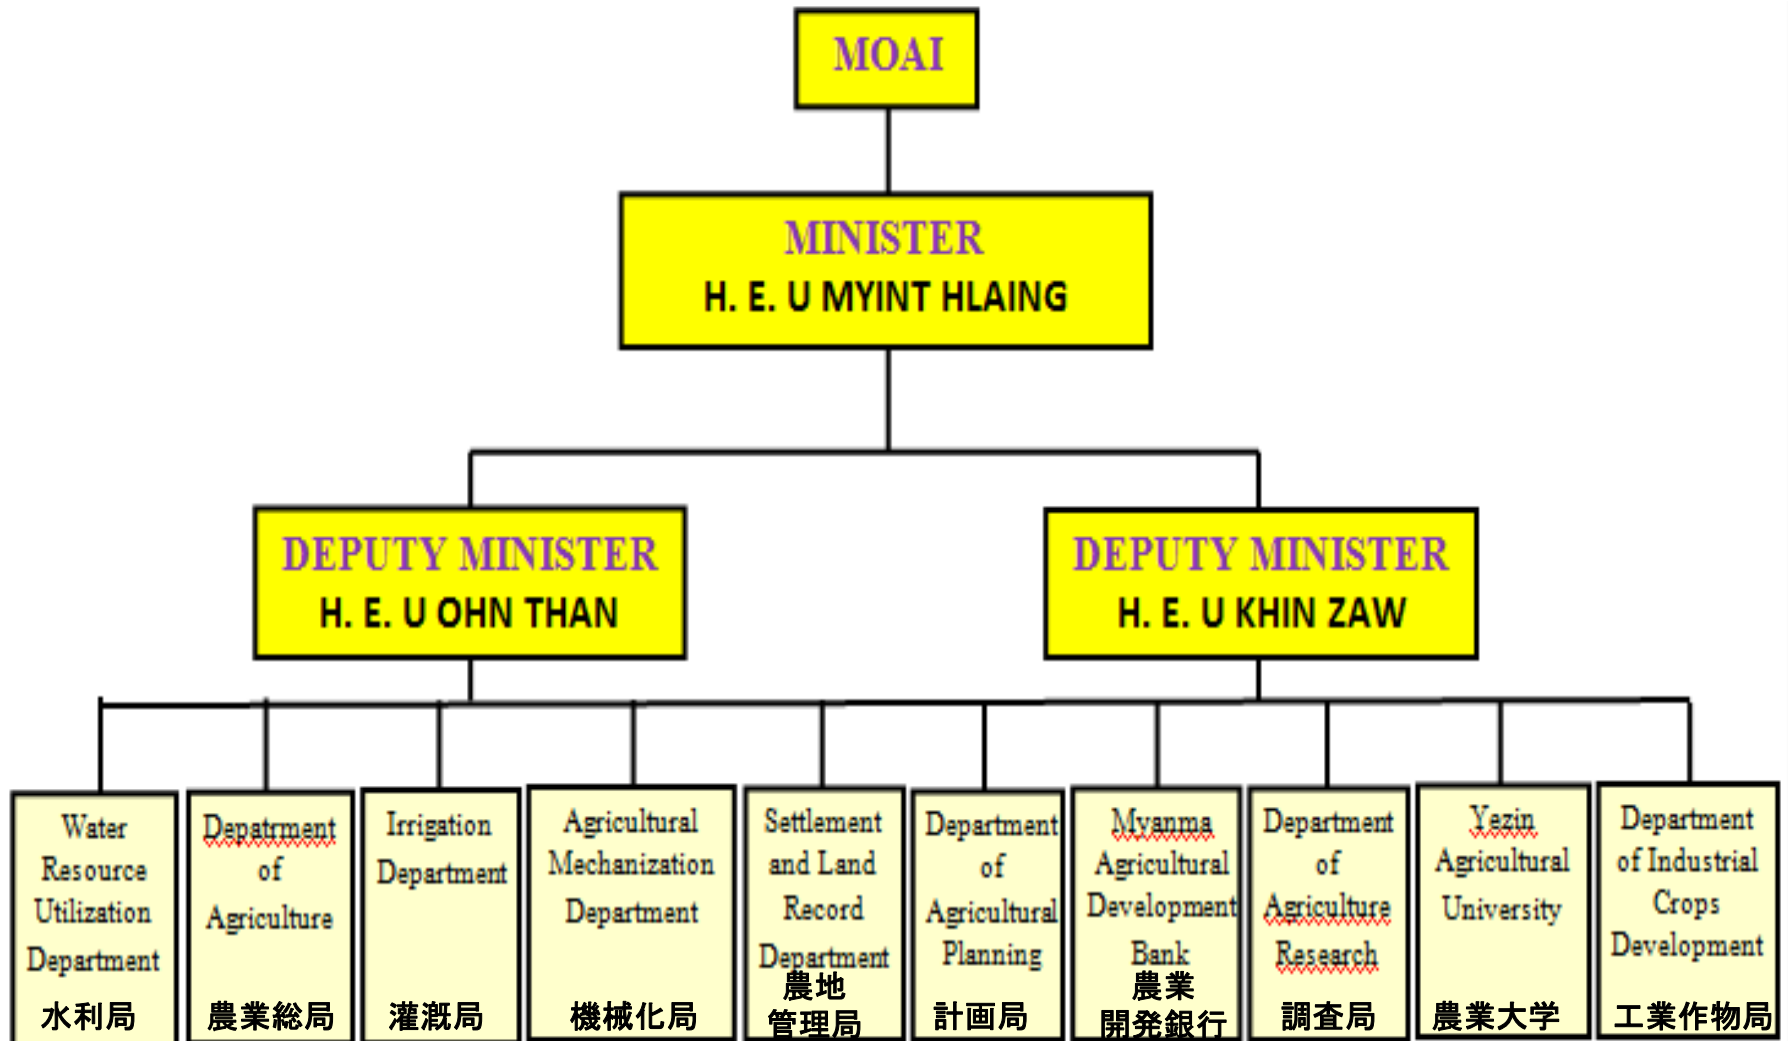 MOAI
MINISTER
H. E. U MYINT HLAING
DEPUTY MINISTER
H. E. U OHN THAN
DEPUTY MINISTER
H. E. U KHIN ZAW
Water
Resource
Utilization
Department
水利局
Depatrment
of
Agriculture
農業総局
Irrigation
Department
灌漑局
Agricultural
Mechanization
Department
機械化局
Settlement
and Land
Record
Department
農地
管理局
Department
of
Agricultural
Planning
計画局
Myanma
Agricultural
Development
Bank
農業
開発銀行
Department
of
Agriculture
Research
調査局
Yezin
Agricultural
University
農業大学
Department
of Industrial
Crops
Development
工業作物局